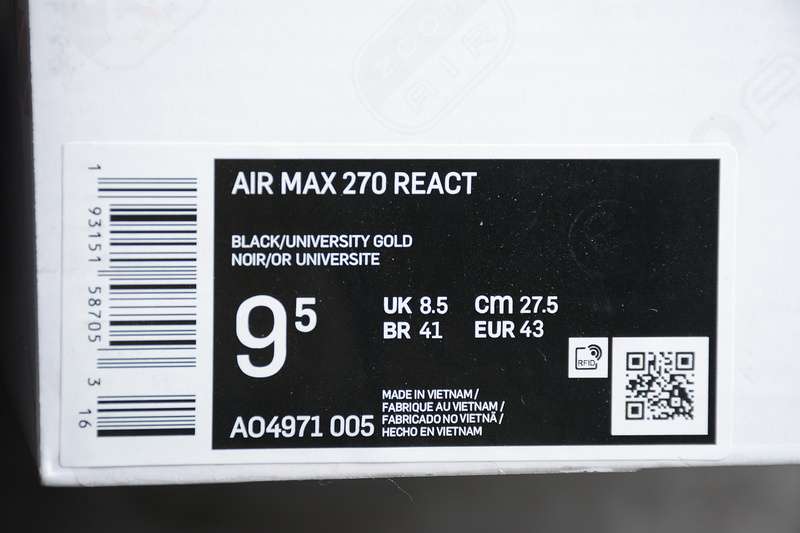 ZOOM
AIR
1 93151 58705 3 16
AIR MAX 270 REACT
BLACK/UNIVERSITY GOLD
NOIR/OR UNIVERSITE
9⁵
UK 8.5 cm 27.5
BR 41 EUR 43
RFID
AO4971 005
MADE IN VIETNAM /
FABRIQUE AU VIETNAM /
FABRICADO NO VIETNÃ /
HECHO EN VIETNAM